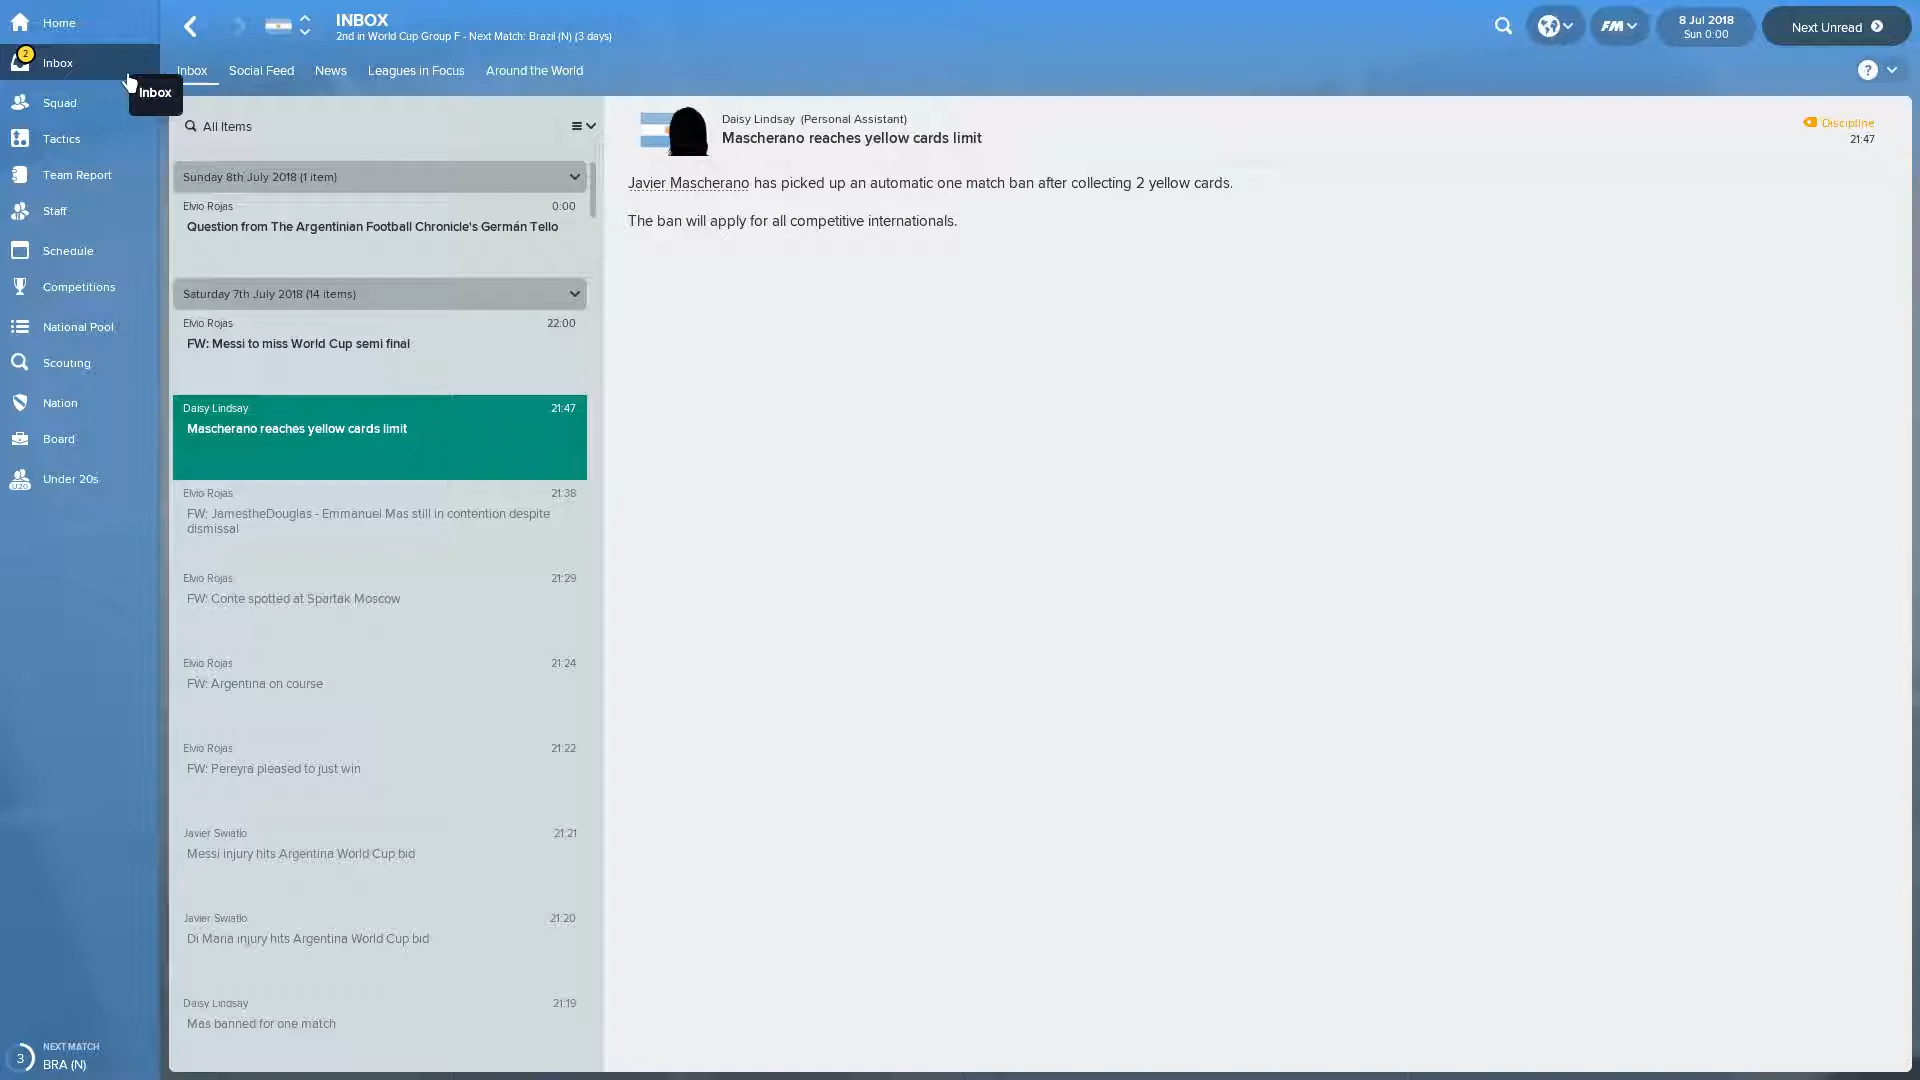 Home
2
Inbox
Inbox
Squad
Tactics
Team Report
Staff
Schedule
Competitions
National Pool
Scouting
Nation
Board
U20
Under 20s
3
NEXT MATCH
BRA (N)
INBOX
2nd in World Cup Group F - Next Match: Brazil (N) (3 days)
FM
8 Jul 2018
Sun 0:00
Next Unread
Inbox
Social Feed
News
Leagues in Focus
Around the World
?
All Items
Sunday 8th July 2018 (1 item)
Elvio Rojas 0:00
Question from The Argentinian Football Chronicle's Germán Tello
Saturday 7th July 2018 (14 items)
Elvio Rojas 22:00
FW: Messi to miss World Cup semi final
Daisy Lindsay 21:47
Mascherano reaches yellow cards limit
Elvio Rojas 21:38
FW: JamestheDouglas - Emmanuel Mas still in contention despite
dismissal
Elvio Rojas 21:29
FW: Conte spotted at Spartak Moscow
Elvio Rojas 21:24
FW: Argentina on course
Elvio Rojas 21:22
FW: Pereyra pleased to just win
Javier Swiatlo 21:21
Messi injury hits Argentina World Cup bid
Javier Swiatlo 21:20
Di María injury hits Argentina World Cup bid
Daisy Lindsay 21:19
Mas banned for one match
Daisy Lindsay (Personal Assistant)
Mascherano reaches yellow cards limit
Discipline
21:47
Javier Mascherano has picked up an automatic one match ban after collecting 2 yellow cards.
The ban will apply for all competitive internationals.